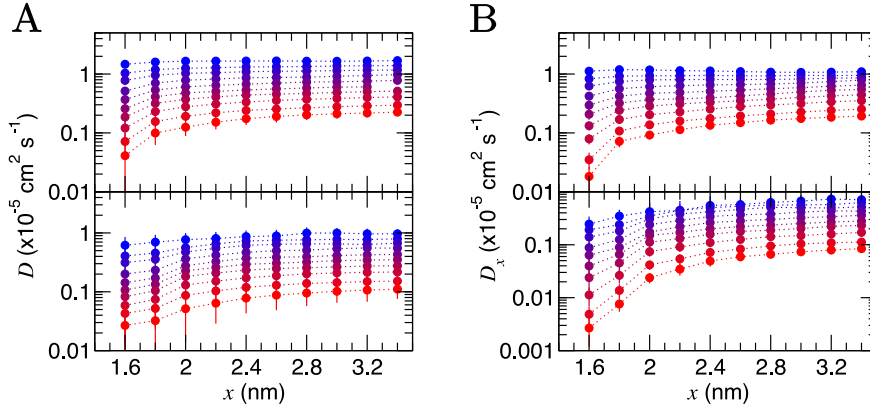 A
B
D (x10⁻⁵ cm² s⁻¹)
1
0.1
0.01
1
0.1
0.01
1.6 2 2.4 2.8 3.2
x (nm)
Dₓ (x10⁻⁵ cm² s⁻¹)
1
0.1
0.01
0.1
0.01
0.001
1.6 2 2.4 2.8 3.2
x (nm)